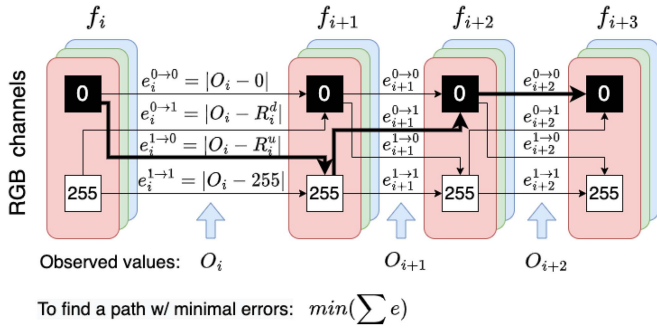 f_i f_{i+1} f_{i+2} f_{i+3}
RGB channels
0 0 0 0
e_i^{0→0} = |O_i − 0| e_{i+1}^{0→0} e_{i+2}^{0→0}
e_i^{0→1} = |O_i − R_i^d| e_{i+1}^{0→1} e_{i+2}^{0→1}
e_i^{1→0} = |O_i − R_i^u| e_{i+1}^{1→0} e_{i+2}^{1→0}
e_i^{1→1} = |O_i − 255| e_{i+1}^{1→1} e_{i+2}^{1→1}
255 255 255 255
Observed values: O_i O_{i+1} O_{i+2}
To find a path w/ minimal errors: min(∑ e)